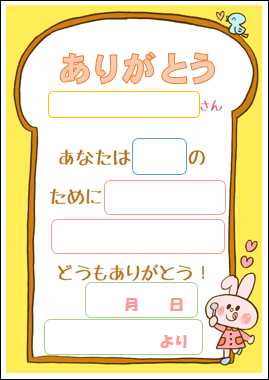 ありがとう
さん
あなたは の
ために
どうもありがとう！
月 日
より